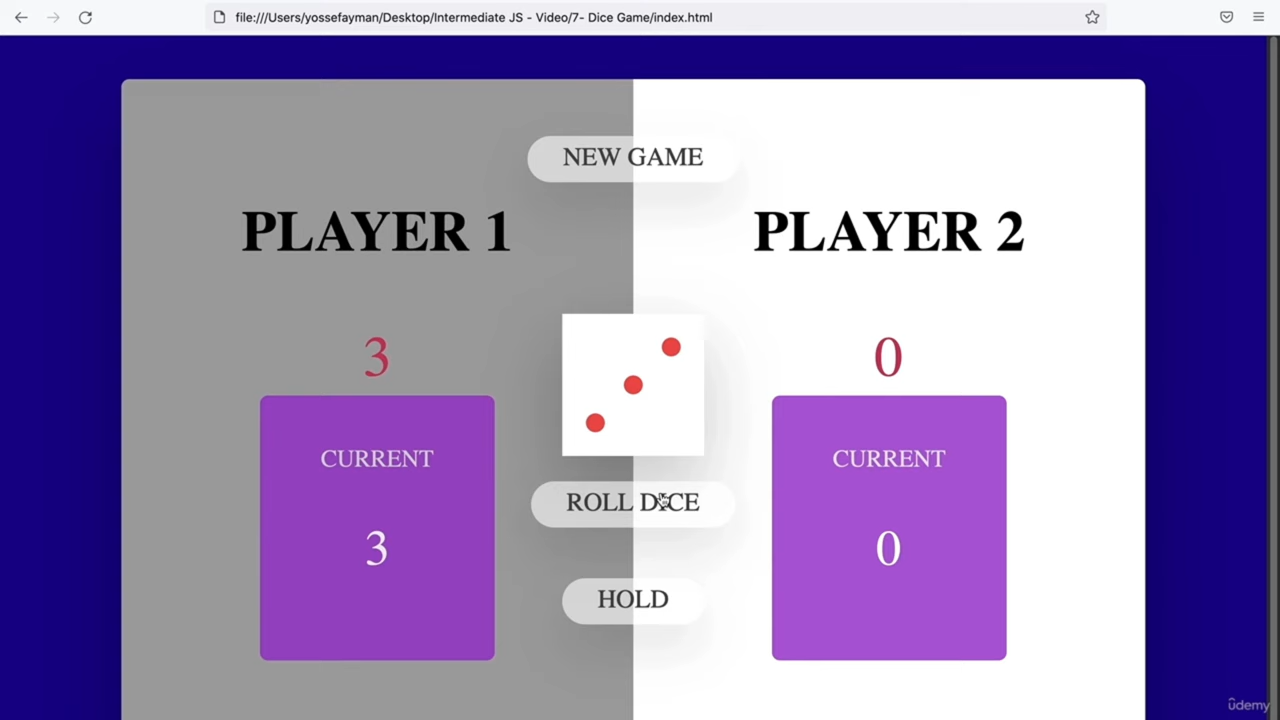 file:///Users/yossefayman/Desktop/Intermediate JS - Video/7- Dice Game/index.html
NEW GAME
PLAYER 1
PLAYER 2
3
0
CURRENT
CURRENT
ROLL DICE
3
0
HOLD
ûdemy